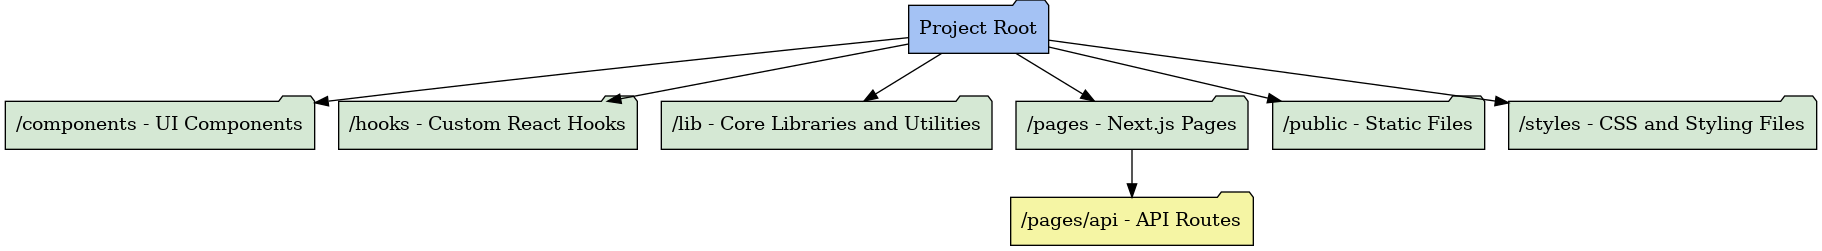 Project Root
/components - UI Components
/hooks - Custom React Hooks
/lib - Core Libraries and Utilities
/pages - Next.js Pages
/public - Static Files
/styles - CSS and Styling Files
/pages/api - API Routes